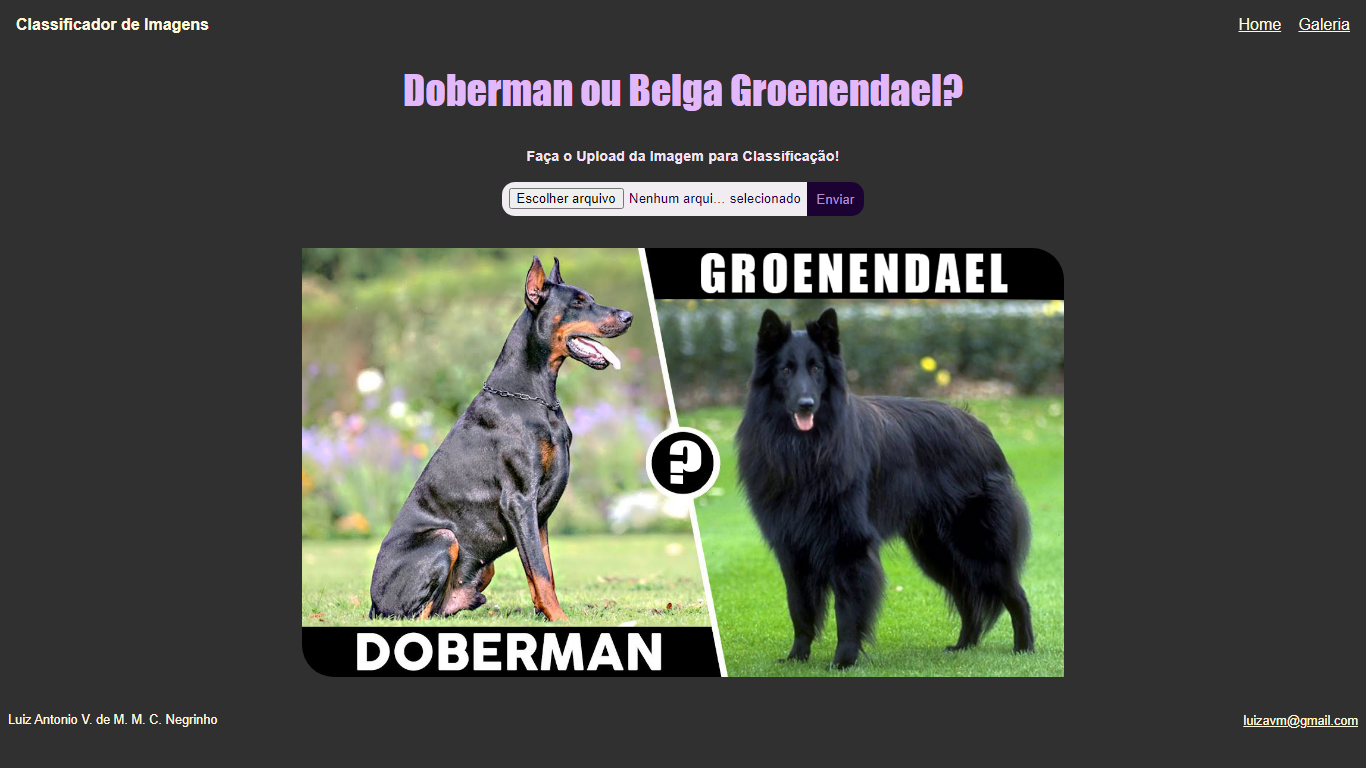 Classificador de Imagens
Home Galeria
Doberman ou Belga Groenendael?
Faça o Upload da Imagem para Classificação!
Escolher arquivo Nenhum arqui... selecionado Enviar
GROENENDAEL
?
DOBERMAN
Luiz Antonio V. de M. M. C. Negrinho
luizavm@gmail.com